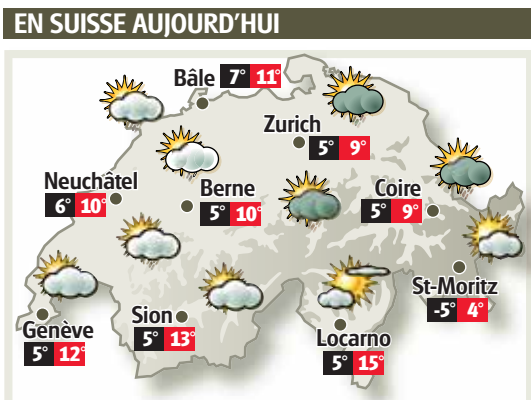 EN SUISSE AUJOURD'HUI
Bâle 7° 11°
Zurich
5° 9°
Neuchâtel
6° 10°
Berne
5° 10°
Coire
5° 9°
St-Moritz
-5° 4°
Genève
5° 12°
Sion
5° 13°
Locarno
5° 15°